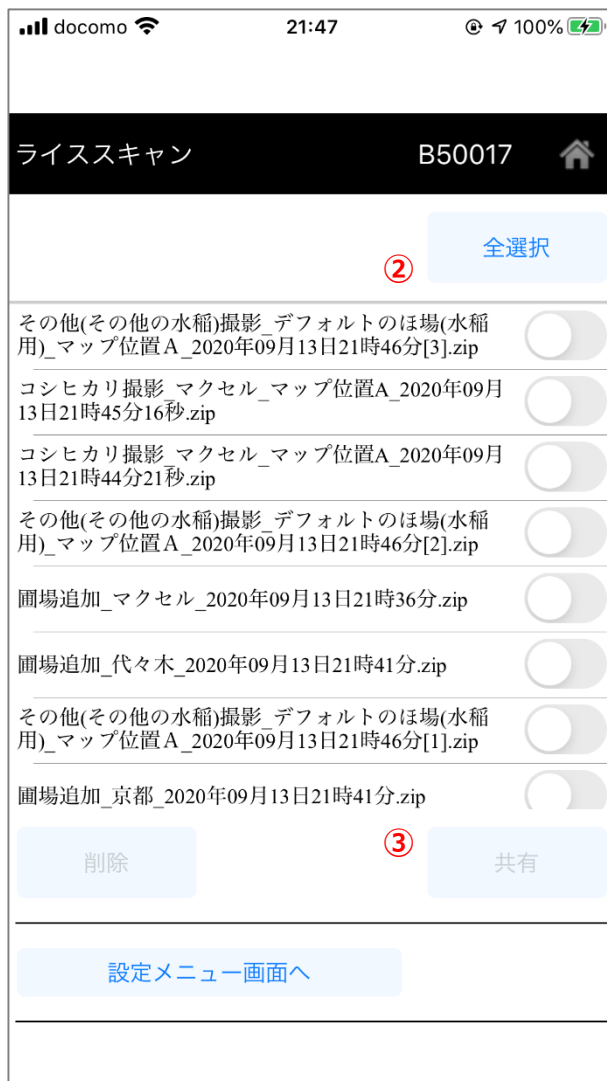 docomo 21:47 100%
ライススキャン B50017
② 全選択
その他(その他の水稲)撮影_デフォルトのほ場(水稲
用)_マップ位置Ａ_2020年09月13日21時46分[3].zip
コシヒカリ撮影_マクセル_マップ位置A_2020年09月
13日21時45分16秒.zip
コシヒカリ撮影_マクセル_マップ位置A_2020年09月
13日21時44分21秒.zip
その他(その他の水稲)撮影_デフォルトのほ場(水稲
用)_マップ位置Ａ_2020年09月13日21時46分[2].zip
圃場追加_マクセル_2020年09月13日21時36分.zip
圃場追加_代々木_2020年09月13日21時41分.zip
その他(その他の水稲)撮影_デフォルトのほ場(水稲
用)_マップ位置Ａ_2020年09月13日21時46分[1].zip
圃場追加_京都_2020年09月13日21時41分.zip
削除 ③ 共有
設定メニュー画面へ